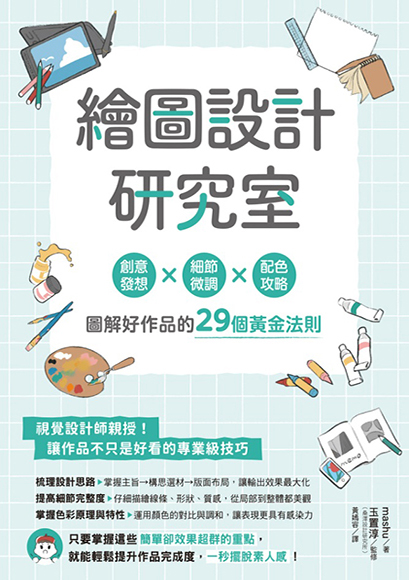 繪圖設計
研究室
創意發想×細節微調×配色攻略
圖解好作品的29個黃金法則
視覺設計師親授！
讓作品不只是好看的專業級技巧
梳理設計思路▶掌握主旨→構思選材→版面布局，讓輸出效果最大化
提高細節完整度▶仔細描繪線條、形狀、質感，從局部到整體都美觀
掌握色彩原理與特性▶運用顏色的對比與調和，讓表現更具有感染力
只要掌握這些簡單卻效果超群的重點，
就能輕鬆提升作品完成度，一秒擺脫素人感！
mashu／著
玉置淳／監修
黃嫣容／譯